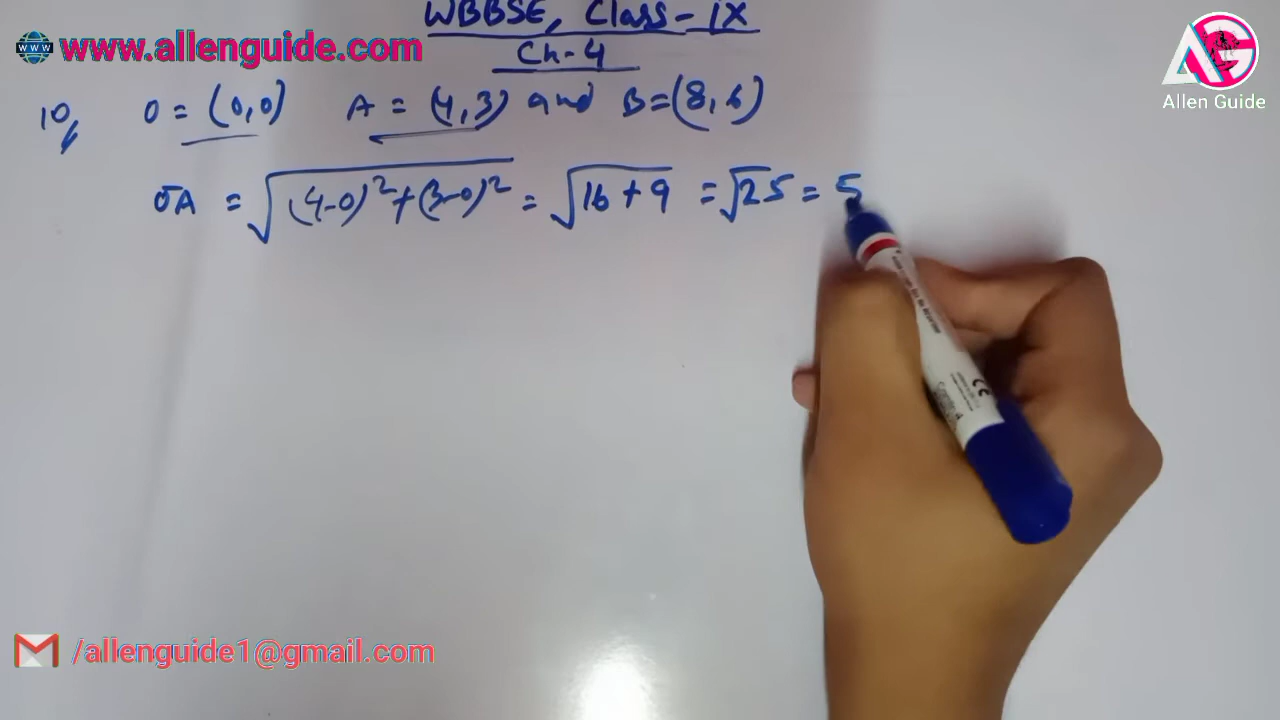 WBBSE, Class-IX
www.allenguide.com
Ch-4
AG
Allen Guide
10, O = (0,0) A = (4,3) and B=(8,6)
OA = √(4-0)²+(3-0)² = √16+9 = √25 = 5
/allenguide1@gmail.com